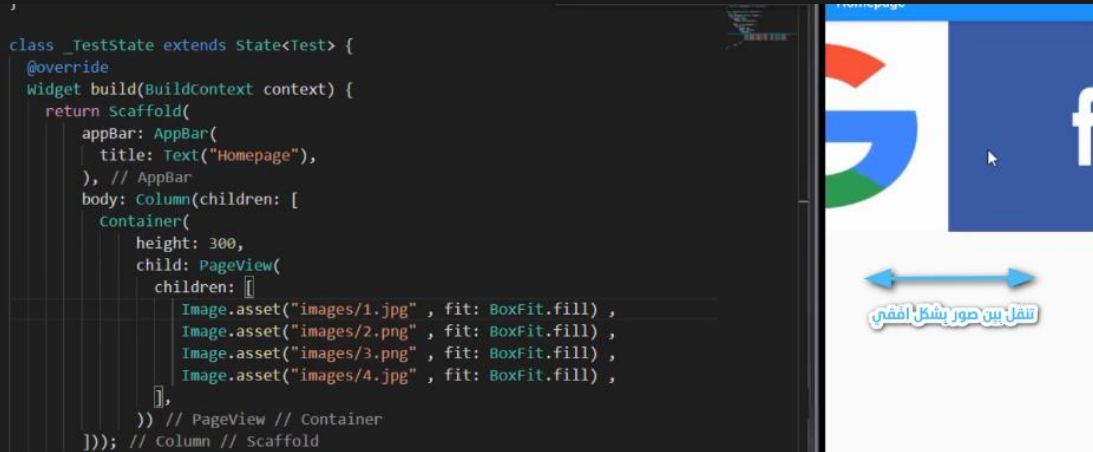 }
class _TestState extends State<Test> {
@override
Widget build(BuildContext context) {
return Scaffold(
appBar: AppBar(
title: Text("Homepage"),
), // AppBar
body: Column(children: [
Container(
height: 300,
child: PageView(
children: [
Image.asset("images/1.jpg" , fit: BoxFit.fill) ,
Image.asset("images/2.png" , fit: BoxFit.fill) ,
Image.asset("images/3.png" , fit: BoxFit.fill) ,
Image.asset("images/4.jpg" , fit: BoxFit.fill) ,
],
)) // PageView // Container
])); // Column // Scaffold
Homepage
تنقل بين صور بشكل افقي